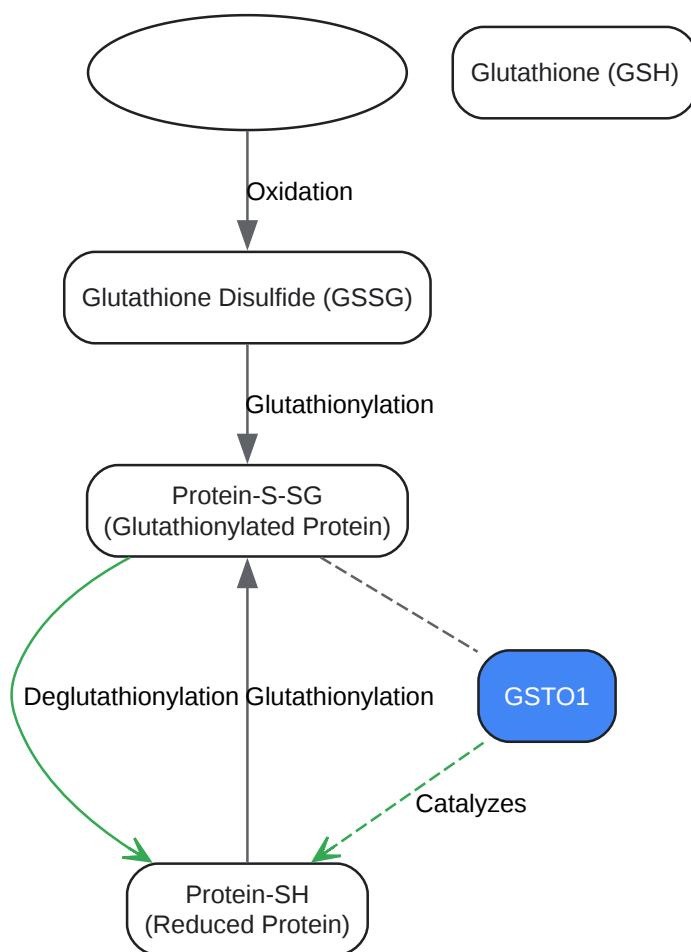 Glutathione (GSH)
Oxidation
Glutathione Disulfide (GSSG)
Glutathionylation
Protein-S-SG
(Glutathionylated Protein)
Deglutathionylation
Glutathionylation
GSTO1
Catalyzes
Protein-SH
(Reduced Protein)